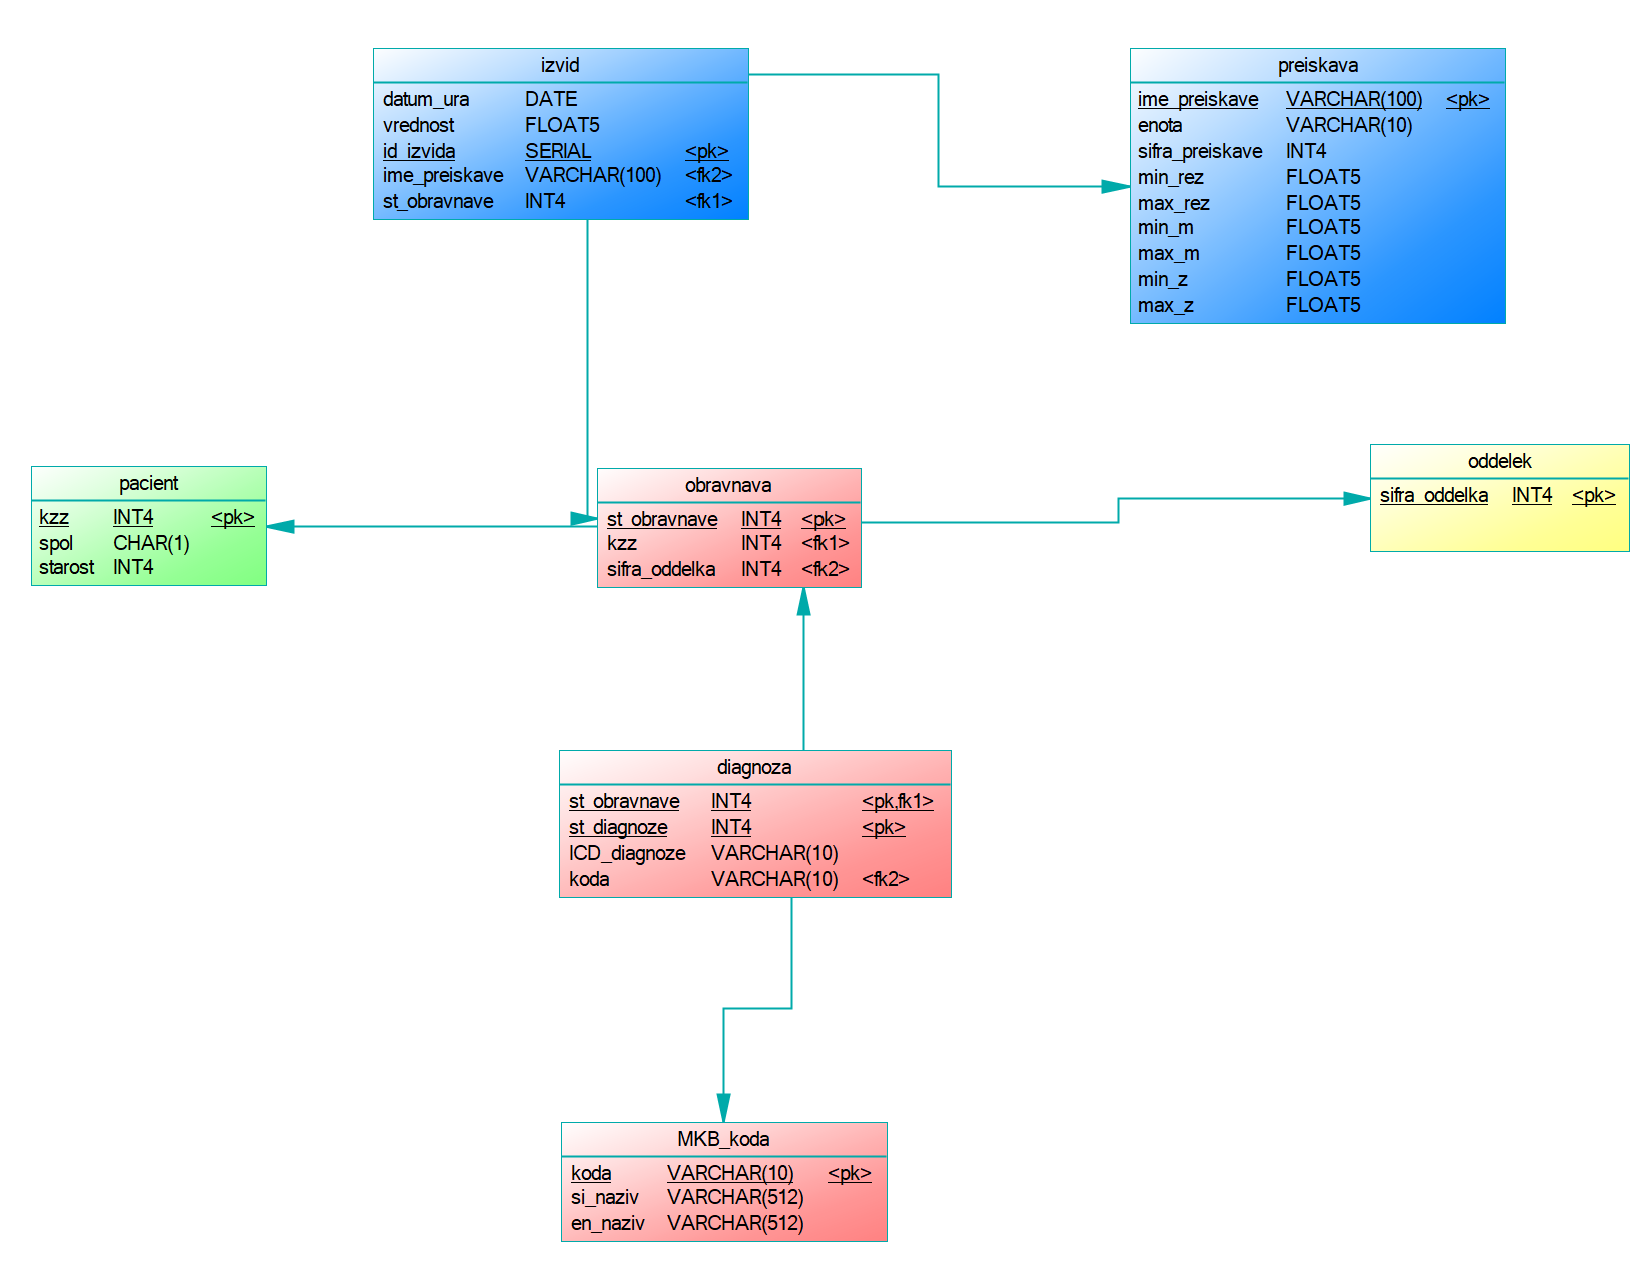 izvid
datum_ura DATE
vrednost FLOAT5
id_izvida SERIAL <pk>
ime_preiskave VARCHAR(100) <fk2>
st_obravnave INT4 <fk1>
preiskava
ime_preiskave VARCHAR(100) <pk>
enota VARCHAR(10)
sifra_preiskave INT4
min_rez FLOAT5
max_rez FLOAT5
min_m FLOAT5
max_m FLOAT5
min_z FLOAT5
max_z FLOAT5
pacient
kzz INT4 <pk>
spol CHAR(1)
starost INT4
obravnava
st_obravnave INT4 <pk>
kzz INT4 <fk1>
sifra_oddelka INT4 <fk2>
oddelek
sifra_oddelka INT4 <pk>
diagnoza
st_obravnave INT4 <pk,fk1>
st_diagnoze INT4 <pk>
ICD_diagnoze VARCHAR(10)
koda VARCHAR(10) <fk2>
MKB_koda
koda VARCHAR(10) <pk>
si_naziv VARCHAR(512)
en_naziv VARCHAR(512)